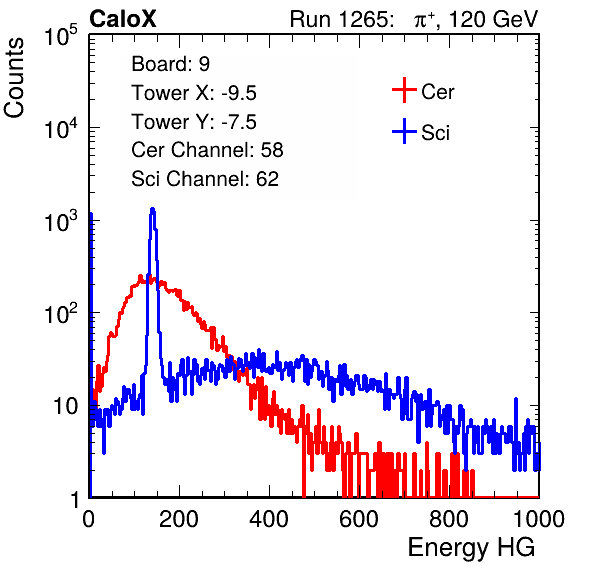 CaloX Run 1265: π⁺, 120 GeV
Counts
10⁵
10⁴
10³
10²
10
1
Board: 9
Tower X: -9.5
Tower Y: -7.5
Cer Channel: 58
Sci Channel: 62
Cer
Sci
0 200 400 600 800 1000
Energy HG